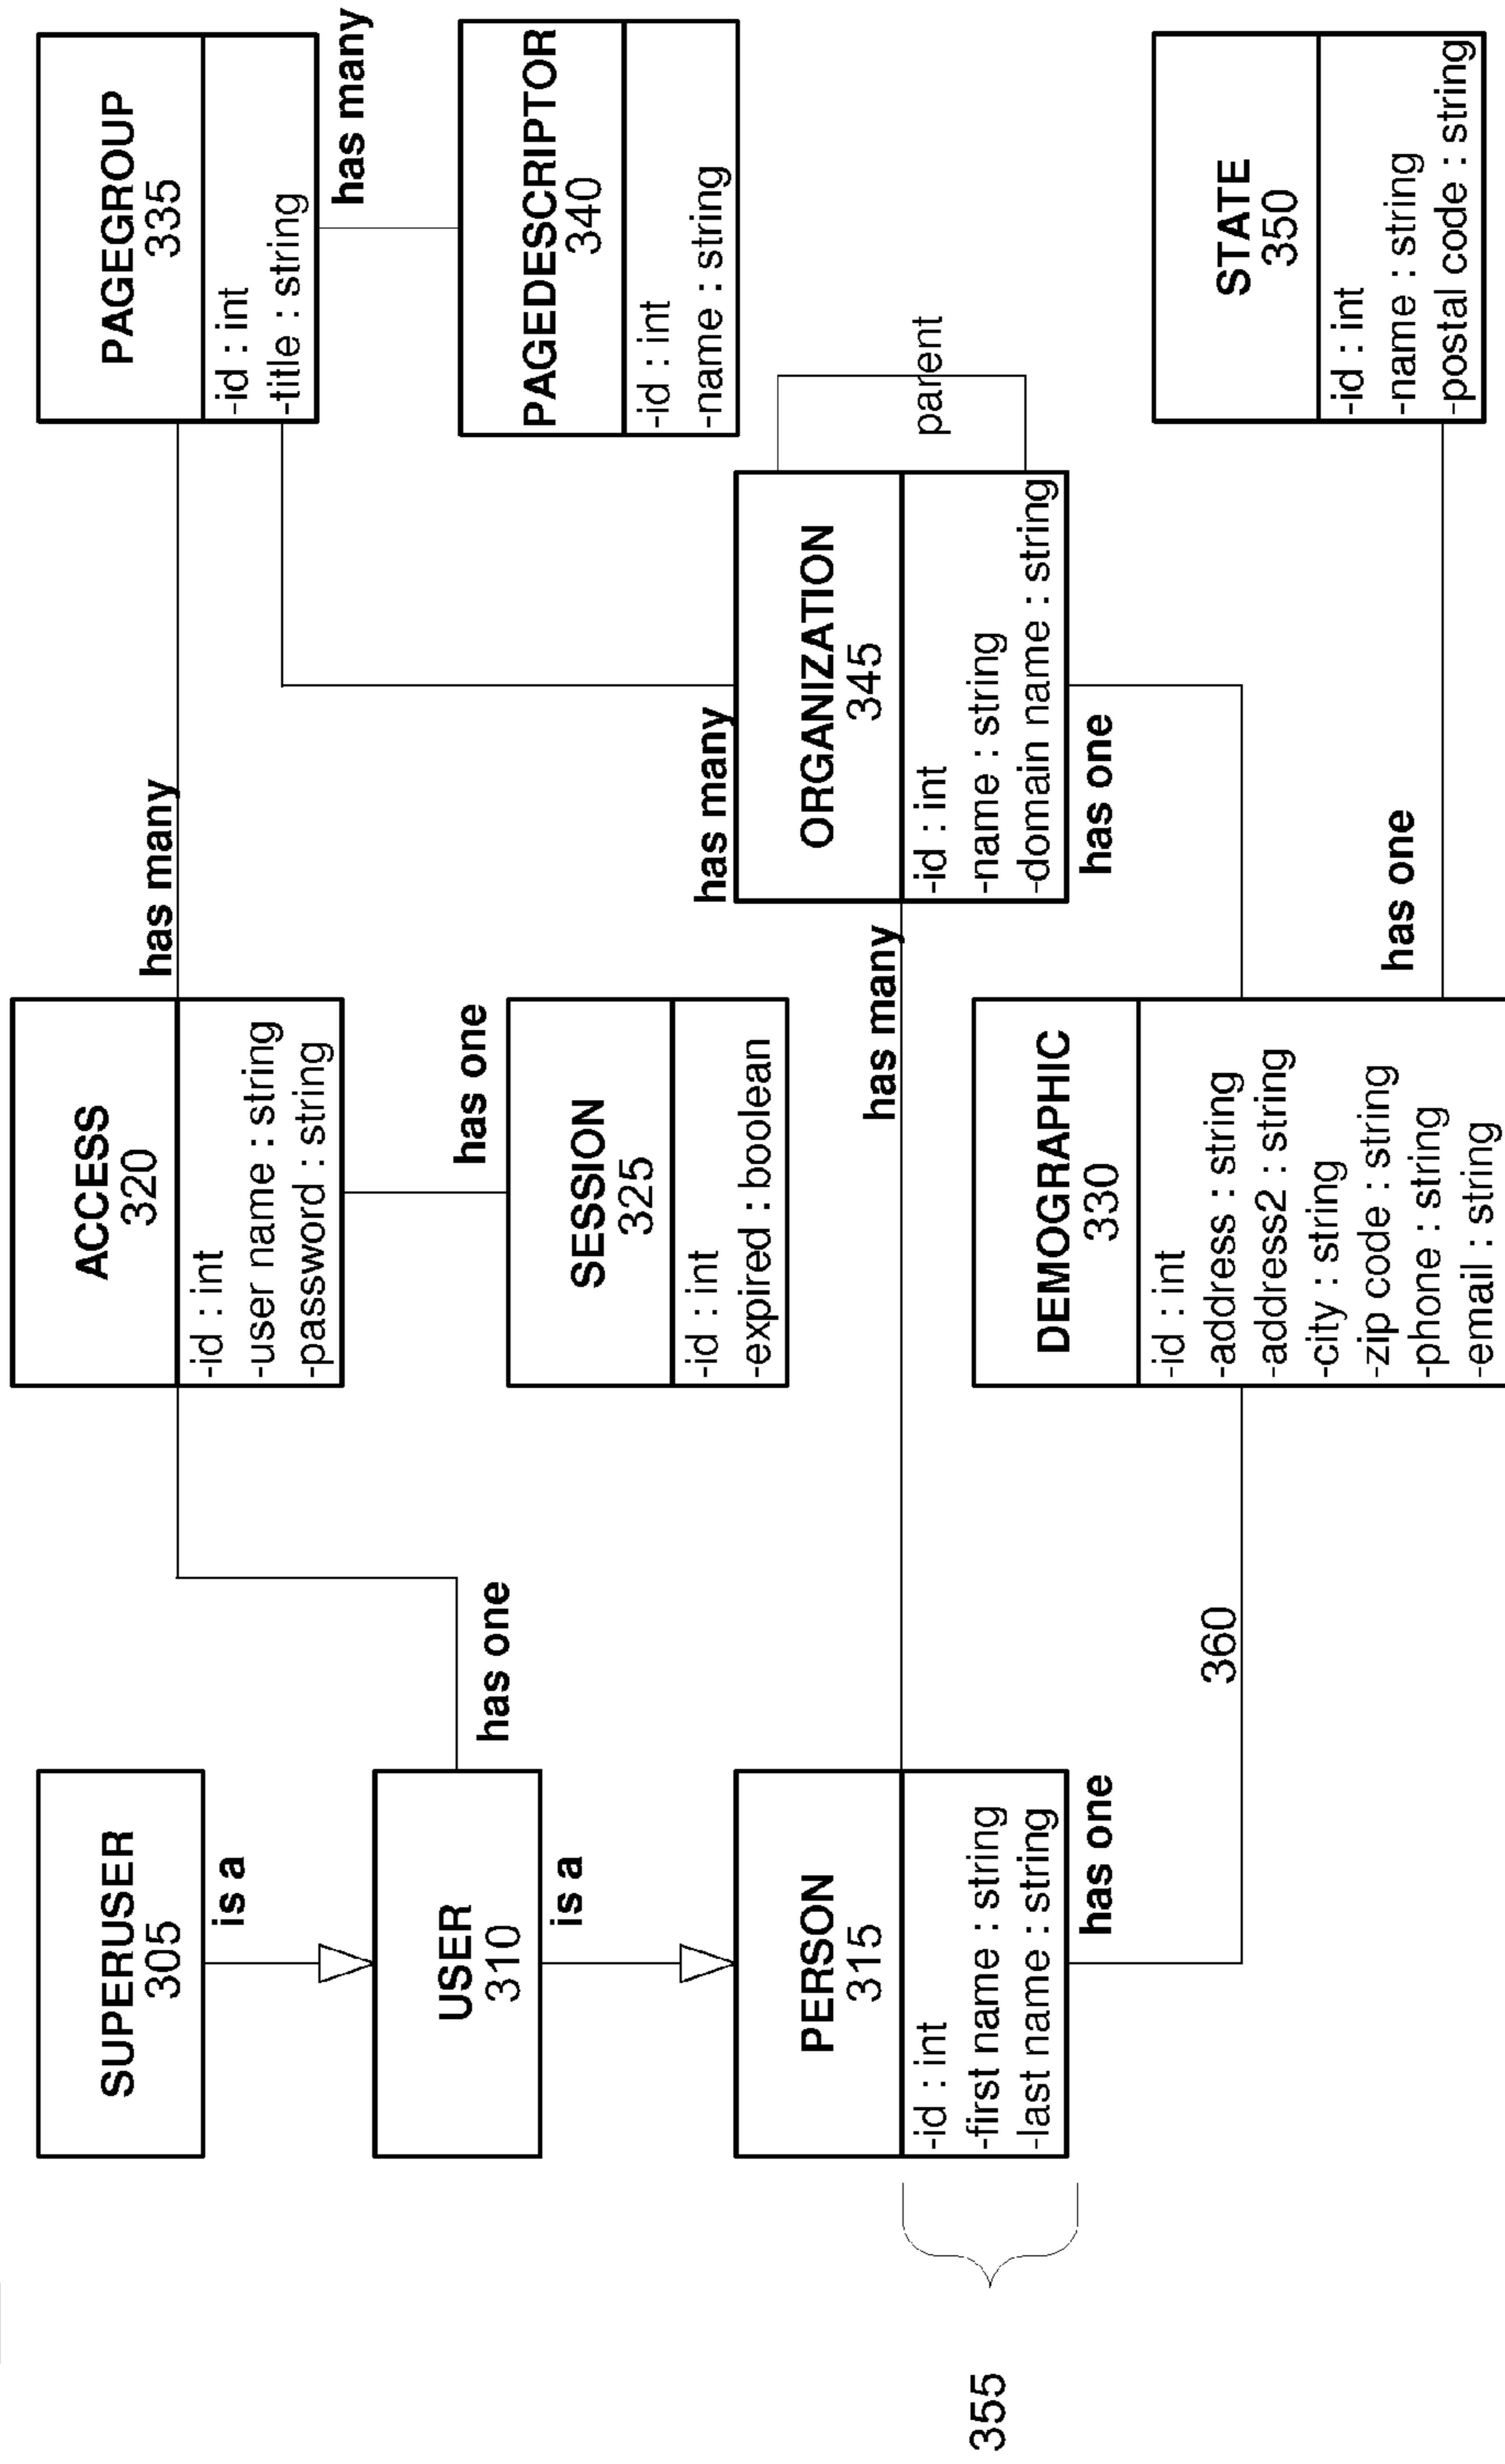 SUPERUSER
305
is a
USER
310
has one
is a
PERSON
315
-id : int
-first name : string
-last name : string
has one
355
360
ACCESS
320
-id : int
-user name : string
-password : string
has many
has one
SESSION
325
-id : int
-expired : boolean
has many
DEMOGRAPHIC
330
-id : int
-address : string
-address2 : string
-city : string
-zip code : string
-phone : string
-email : string
has one
PAGEGROUP
335
-id : int
-title : string
has many
PAGEDESCRIPTOR
340
-id : int
-name : string
has many
ORGANIZATION
345
-id : int
-name : string
-domain name : string
parent
has one
STATE
350
-id : int
-name : string
-postal code : string